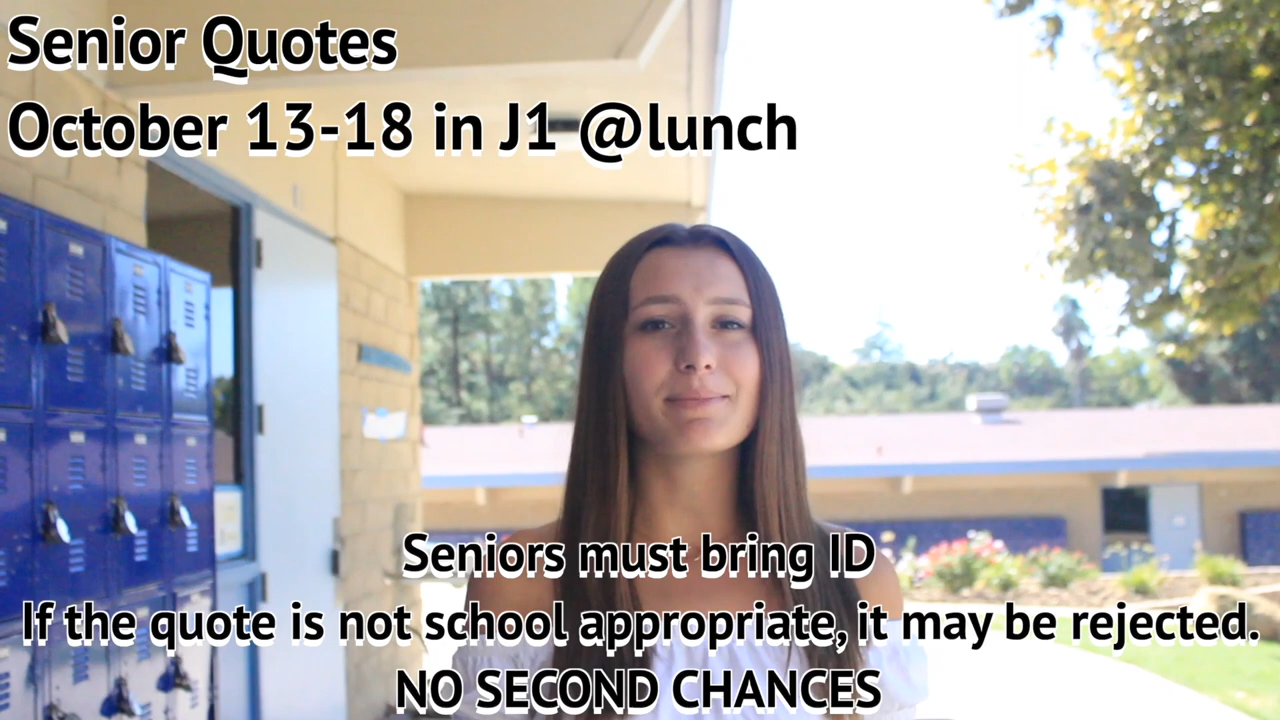 Senior Quotes
October 13-18 in J1 @lunch
Seniors must bring ID
If the quote is not school appropriate, it may be rejected.
NO SECOND CHANCES